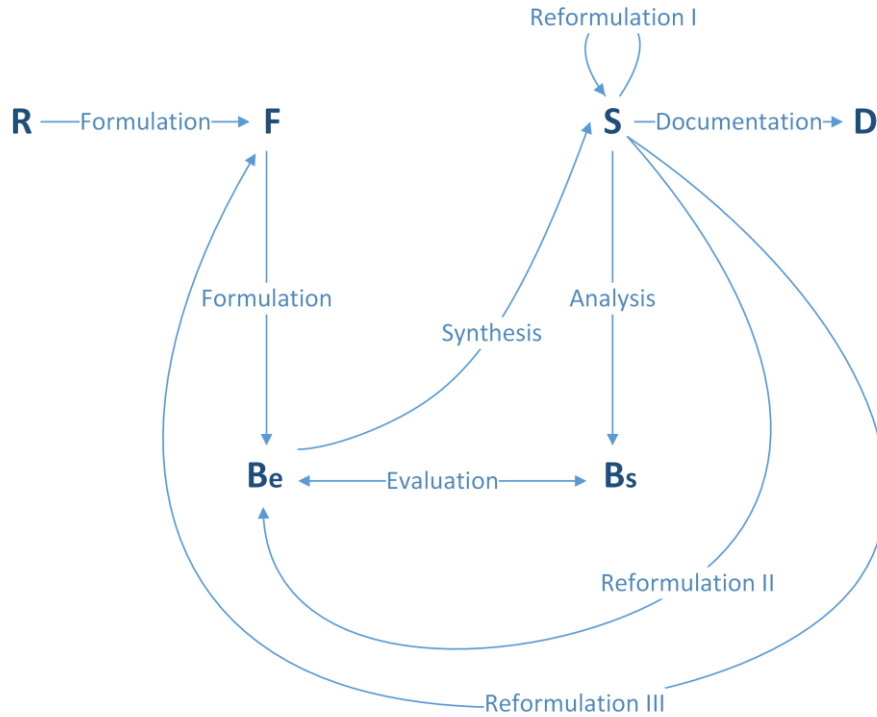 Reformulation I
R
Formulation
F
S
Documentation
D
Formulation
Synthesis
Analysis
Be
Evaluation
Bs
Reformulation II
Reformulation III